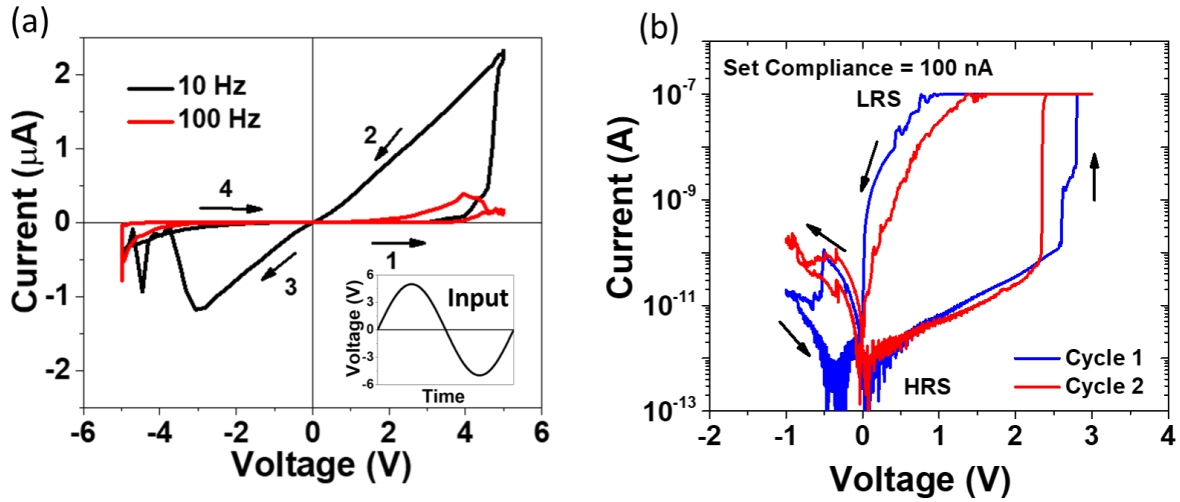 (a)
10 Hz
100 Hz
2
4
1
3
Input
Voltage (V)
6
3
0
-3
-6
Time
Current (μA)
2
1
0
-1
-2
-6
-4
-2
0
2
4
6
Voltage (V)
(b)
Set Compliance = 100 nA
LRS
HRS
Cycle 1
Cycle 2
Current (A)
10⁻⁷
10⁻⁹
10⁻¹¹
10⁻¹³
-2
-1
0
1
2
3
4
Voltage (V)